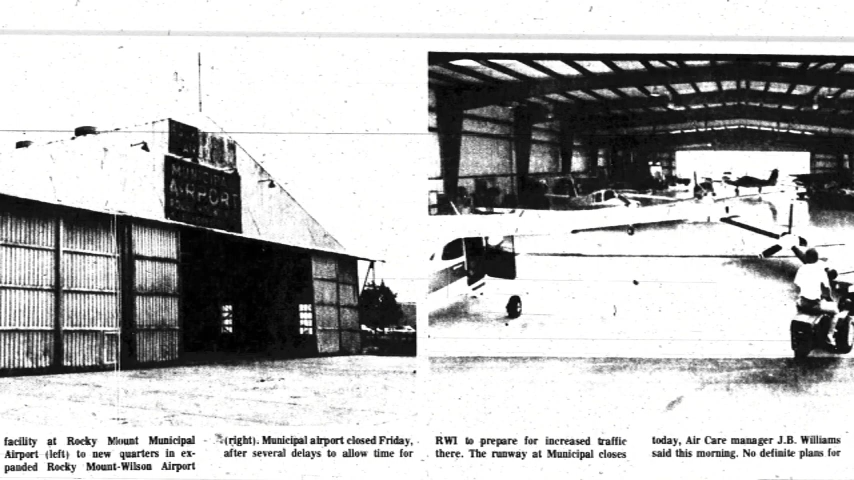 MUNICIPAL
AIRPORT
facility at Rocky Mount Municipal
Airport (left) to new quarters in ex-
panded Rocky Mount-Wilson Airport
(right). Municipal airport closed Friday,
after several delays to allow time for
RWI to prepare for increased traffic
there. The runway at Municipal closes
today, Air Care manager J.B. Williams
said this morning. No definite plans for